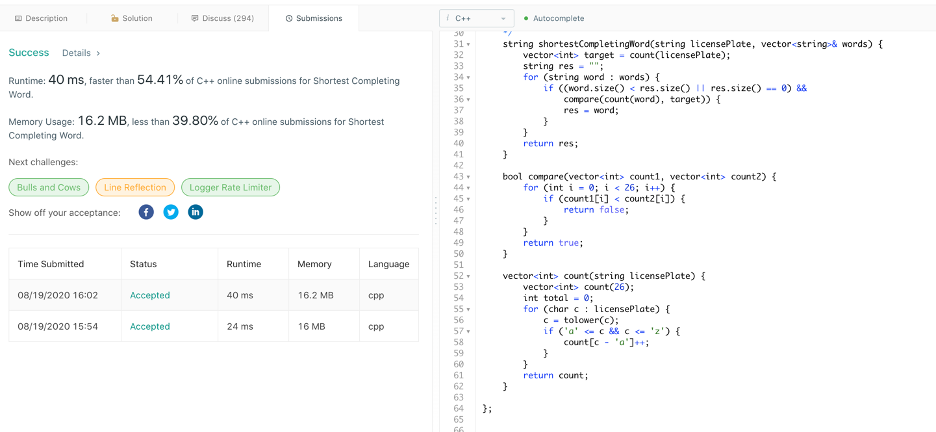 Description Solution Discuss (294) Submissions
Success Details >
Runtime: 40 ms, faster than 54.41% of C++ online submissions for Shortest Completing
Word.
Memory Usage: 16.2 MB, less than 39.80% of C++ online submissions for Shortest
Completing Word.
Next challenges:
Bulls and Cows Line Reflection Logger Rate Limiter
Show off your acceptance:
Time Submitted Status Runtime Memory Language
08/19/2020 16:02 Accepted 40 ms 16.2 MB cpp
08/19/2020 15:54 Accepted 24 ms 16 MB cpp
i C++ Autocomplete
30 */
31 string shortestCompletingWord(string licensePlate, vector<string>& words) {
32 vector<int> target = count(licensePlate);
33 string res = "";
34 for (string word : words) {
35 if ((word.size() < res.size() || res.size() == 0) &&
36 compare(count(word), target)) {
37 res = word;
38 }
39 }
40 return res;
41 }
42
43 bool compare(vector<int> count1, vector<int> count2) {
44 for (int i = 0; i < 26; i++) {
45 if (count1[i] < count2[i]) {
46 return false;
47 }
48 }
49 return true;
50 }
51
52 vector<int> count(string licensePlate) {
53 vector<int> count(26);
54 int total = 0;
55 for (char c : licensePlate) {
56 c = tolower(c);
57 if ('a' <= c && c <= 'z') {
58 count[c - 'a']++;
59 }
60 }
61 return count;
62 }
63
64 };
65
66